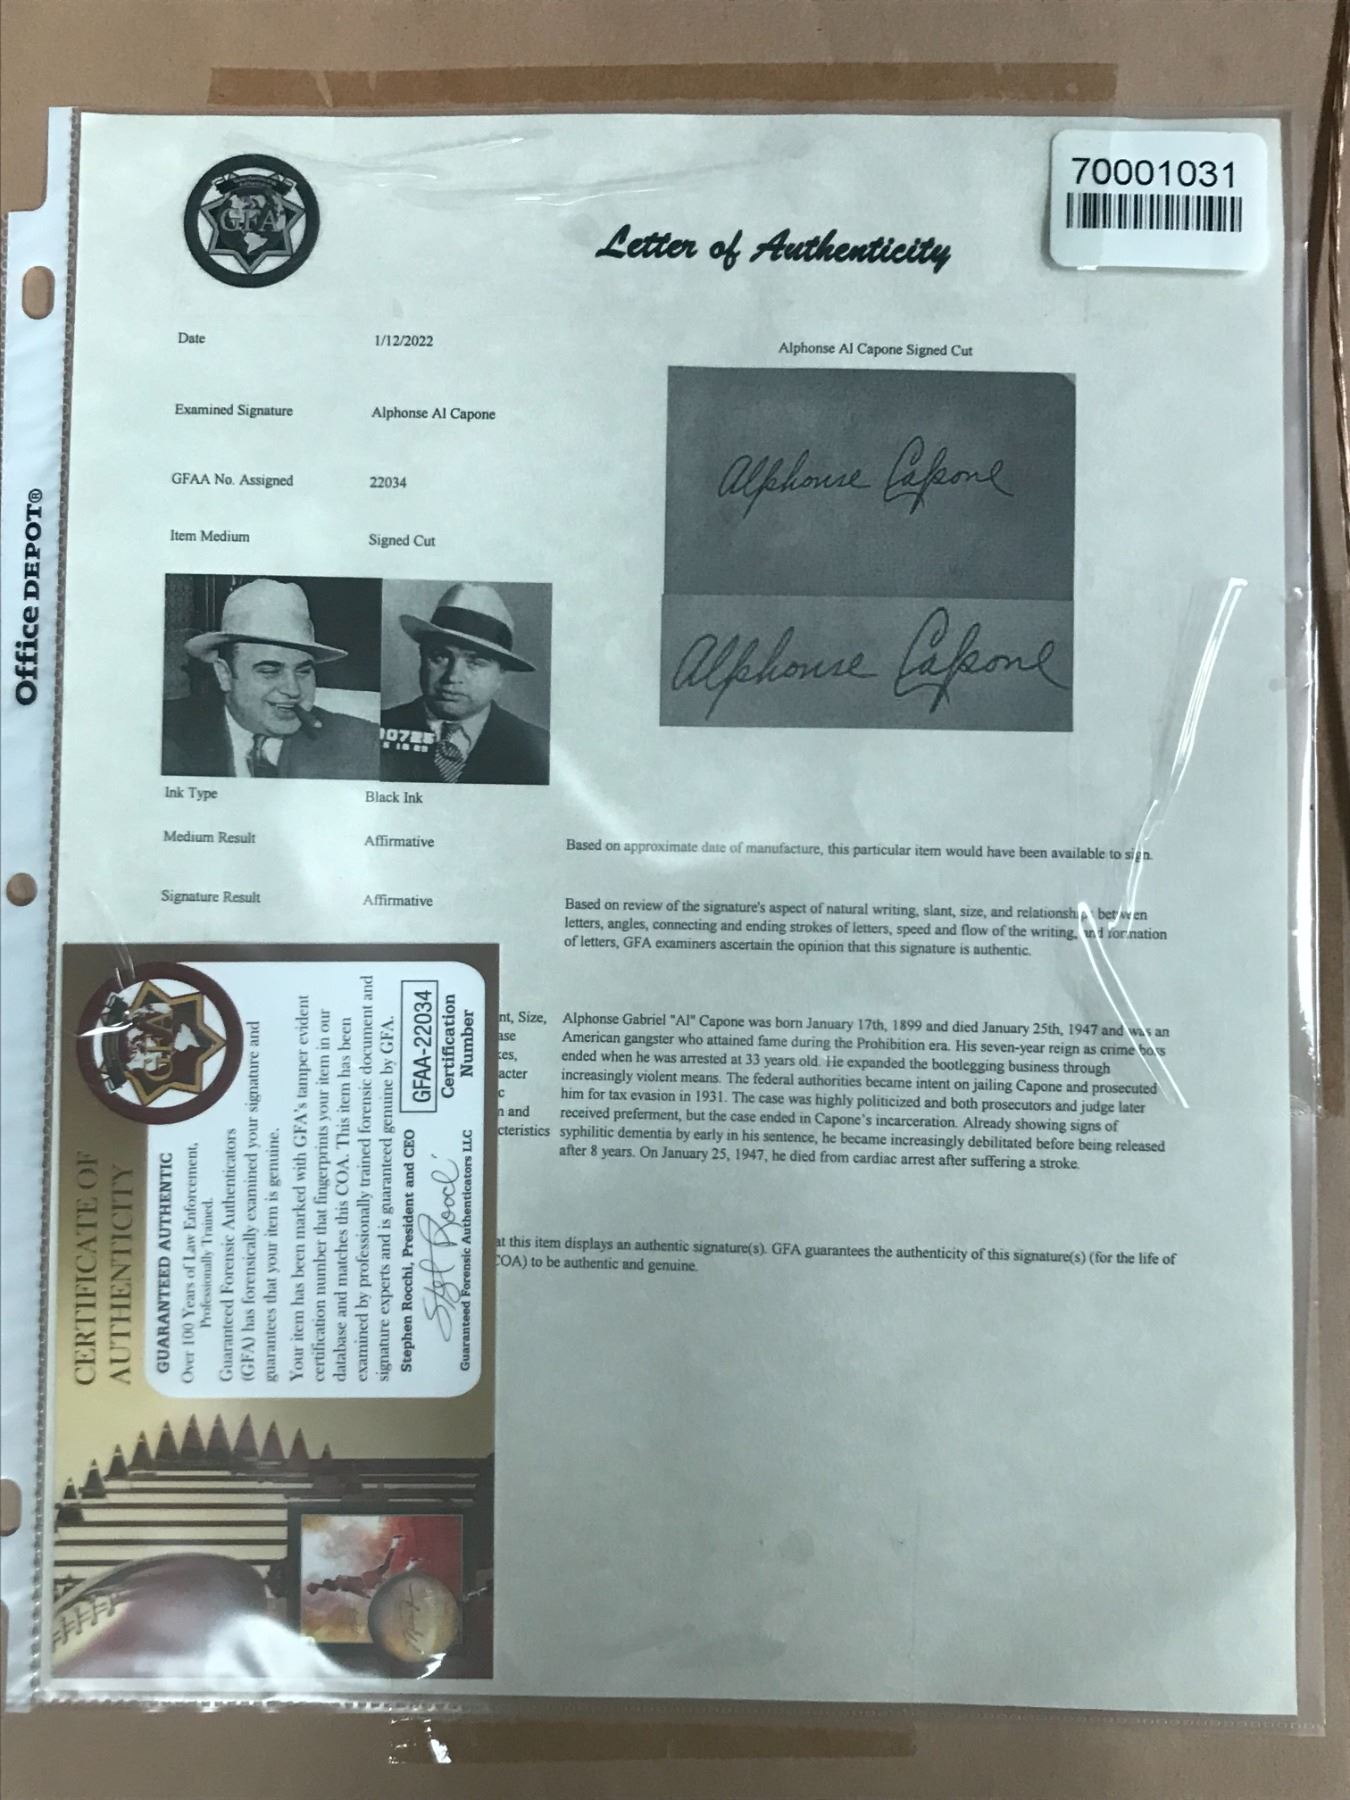 70001031
GFA
Letter of Authenticity
Date 1/12/2022
Alphonse Al Capone Signed Cut
Examined Signature Alphonse Al Capone
GFAA No. Assigned 22034
Item Medium Signed Cut
Alphonse Capone
Alphonse Capone
Office DEPOT®
Ink Type Black Ink
Medium Result Affirmative
Based on approximate date of manufacture, this particular item would have been available to sign.
Signature Result Affirmative
Based on review of the signature's aspect of natural writing, slant, size, and relationship between
letters, angles, connecting and ending strokes of letters, speed and flow of the writing, and formation
of letters, GFA examiners ascertain the opinion that this signature is authentic.
nt, Size,
ase
kes,
acter
c
n and
cteristics
Alphonse Gabriel "Al" Capone was born January 17th, 1899 and died January 25th, 1947 and was an
American gangster who attained fame during the Prohibition era. His seven-year reign as crime boss
ended when he was arrested at 33 years old. He expanded the bootlegging business through
increasingly violent means. The federal authorities became intent on jailing Capone and prosecuted
him for tax evasion in 1931. The case was highly politicized and both prosecutors and judge later
received preferment, but the case ended in Capone's incarceration. Already showing signs of
syphilitic dementia by early in his sentence, he became increasingly debilitated before being released
after 8 years. On January 25, 1947, he died from cardiac arrest after suffering a stroke.
at this item displays an authentic signature(s). GFA guarantees the authenticity of this signature(s) (for the life of
COA) to be authentic and genuine.
CERTIFICATE OF
AUTHENTICITY
GUARANTEED AUTHENTIC
Over 100 Years of Law Enforcement,
Professionally Trained.
Guaranteed Forensic Authenticators
(GFA) has forensically examined your signature and
guarantees that your item is genuine.
Your item has been marked with GFA's tamper evident
certification number that fingerprints your item in our
database and matches this COA. This item has been
examined by professionally trained forensic document and
signature experts and is guaranteed genuine by GFA.
Stephen Rocchi, President and CEO
Guaranteed Forensic Authenticators LLC
GFAA-22034
Certification
Number
GFA